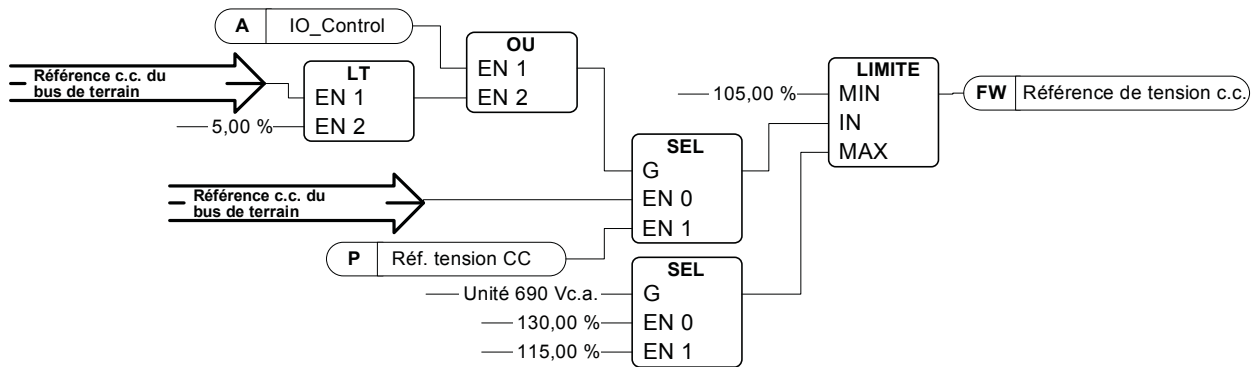 A IO_Control
Référence c.c. du
bus de terrain
LT
EN 1
EN 2
5,00 %
OU
EN 1
EN 2
Référence c.c. du
bus de terrain
P Réf. tension CC
SEL
G
EN 0
EN 1
SEL
G
EN 0
EN 1
Unité 690 Vc.a.
130,00 %
115,00 %
105,00 %
LIMITE
MIN
IN
MAX
FW Référence de tension c.c.